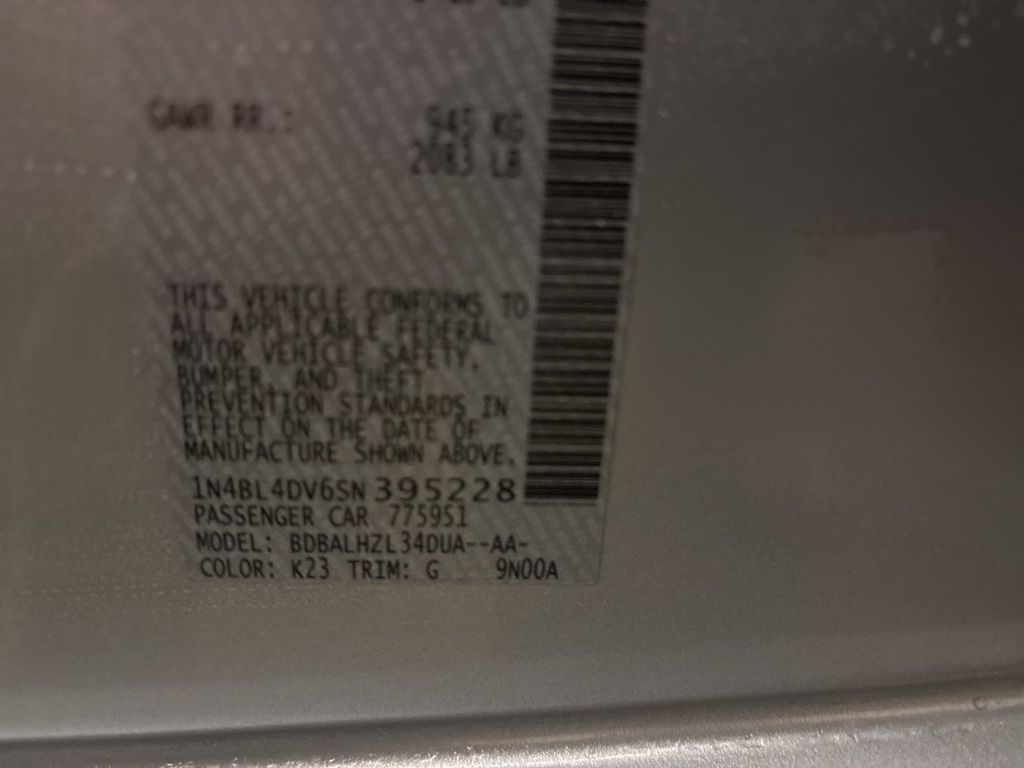 GAWR RR.: 945 KG
2083 LB
THIS VEHICLE CONFORMS TO
ALL APPLICABLE FEDERAL
MOTOR VEHICLE SAFETY,
BUMPER, AND THEFT
PREVENTION STANDARDS IN
EFFECT ON THE DATE OF
MANUFACTURE SHOWN ABOVE.
1N4BL4DV6SN395228
PASSENGER CAR 775951
MODEL: BDBALHZL34DUA--AA-
COLOR: K23 TRIM: G 9N00A